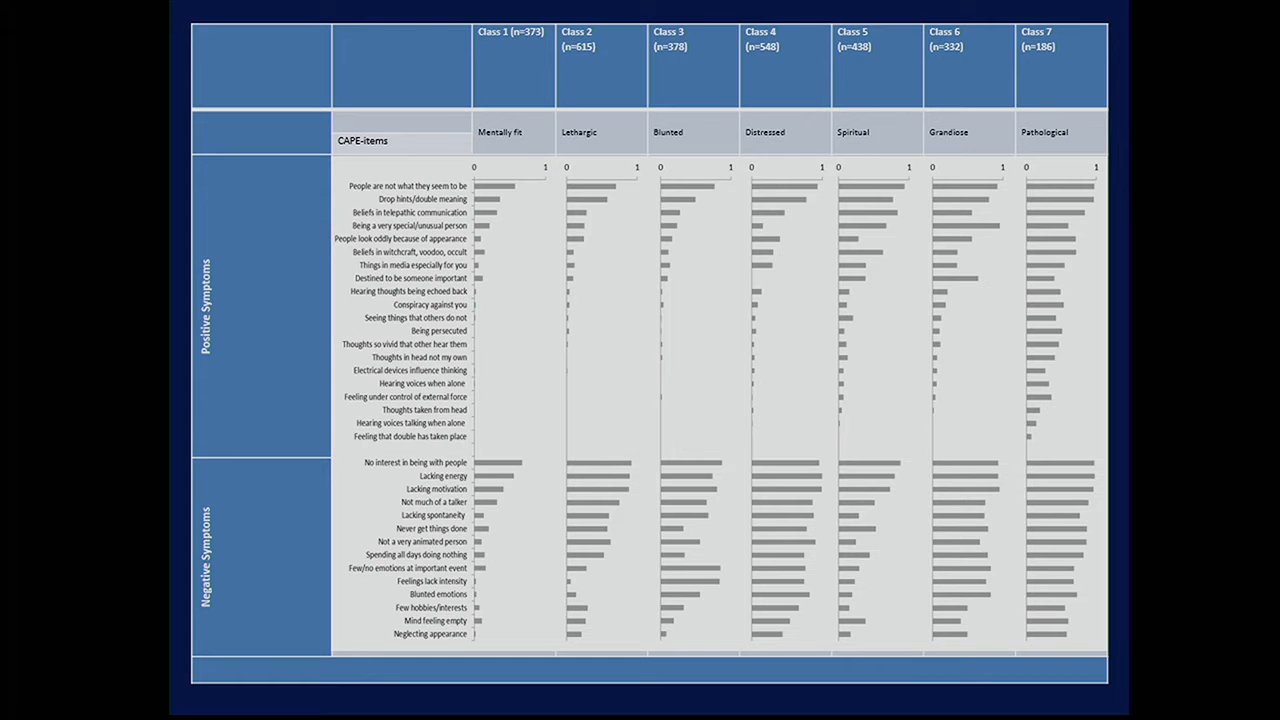 Class 1 (n=373)
Class 2
(n=615)
Class 3
(n=378)
Class 4
(n=548)
Class 5
(n=438)
Class 6
(n=332)
Class 7
(n=186)
CAPE-items
Mentally fit
Lethargic
Blunted
Distressed
Spiritual
Grandiose
Pathological
0 1 0 1 0 1 0 1 0 1 0 1 0 1
Positive Symptoms
People are not what they seem to be
Drop hints/double meaning
Beliefs in telepathic communication
Being a very special/unusual person
People look oddly because of appearance
Beliefs in witchcraft, voodoo, occult
Things in media especially for you
Destined to be someone important
Hearing thoughts being echoed back
Conspiracy against you
Seeing things that others do not
Being persecuted
Thoughts so vivid that other hear them
Thoughts in head not my own
Electrical devices influence thinking
Hearing voices when alone
Feeling under control of external force
Thoughts taken from head
Hearing voices talking when alone
Feeling that double has taken place
Negative Symptoms
No interest in being with people
Lacking energy
Lacking motivation
Not much of a talker
Lacking spontaneity
Never get things done
Not a very animated person
Spending all days doing nothing
Few/no emotions at important event
Feelings lack intensity
Blunted emotions
Few hobbies/interests
Mind feeling empty
Neglecting appearance